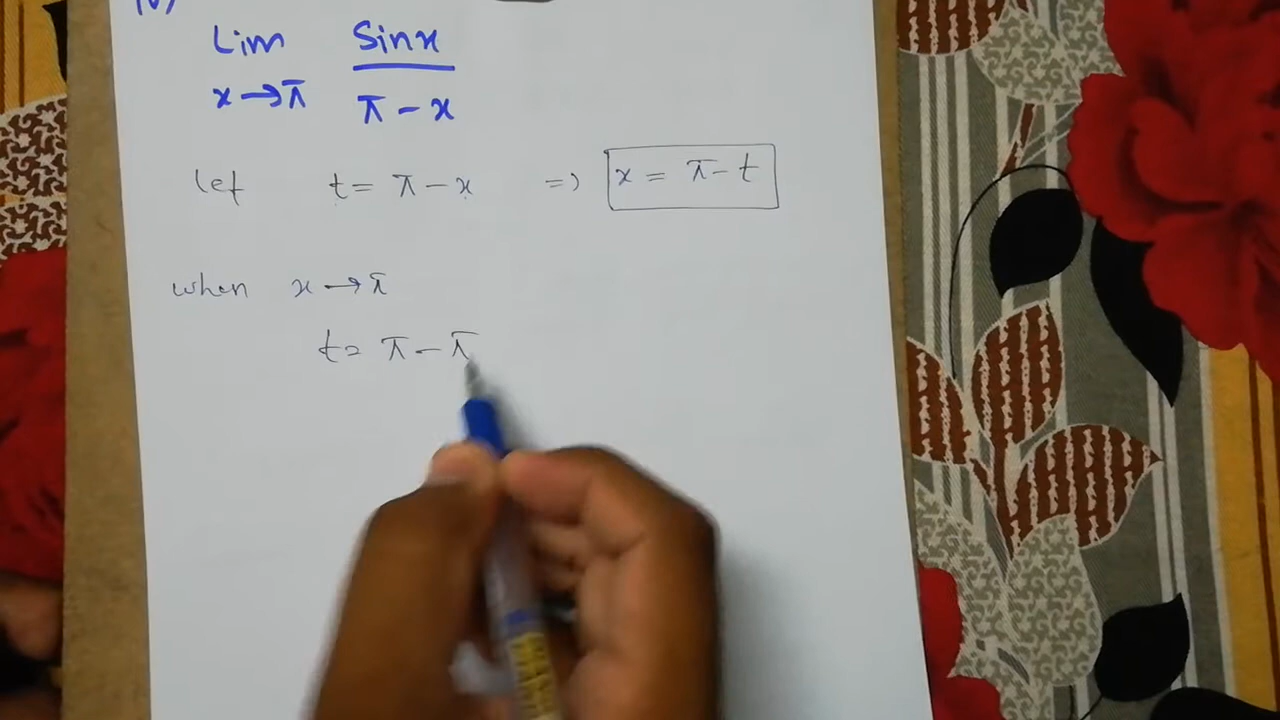 Lim Sinx
x→π π - x
let t = π - x => x = π - t
when x → π
t = π - π